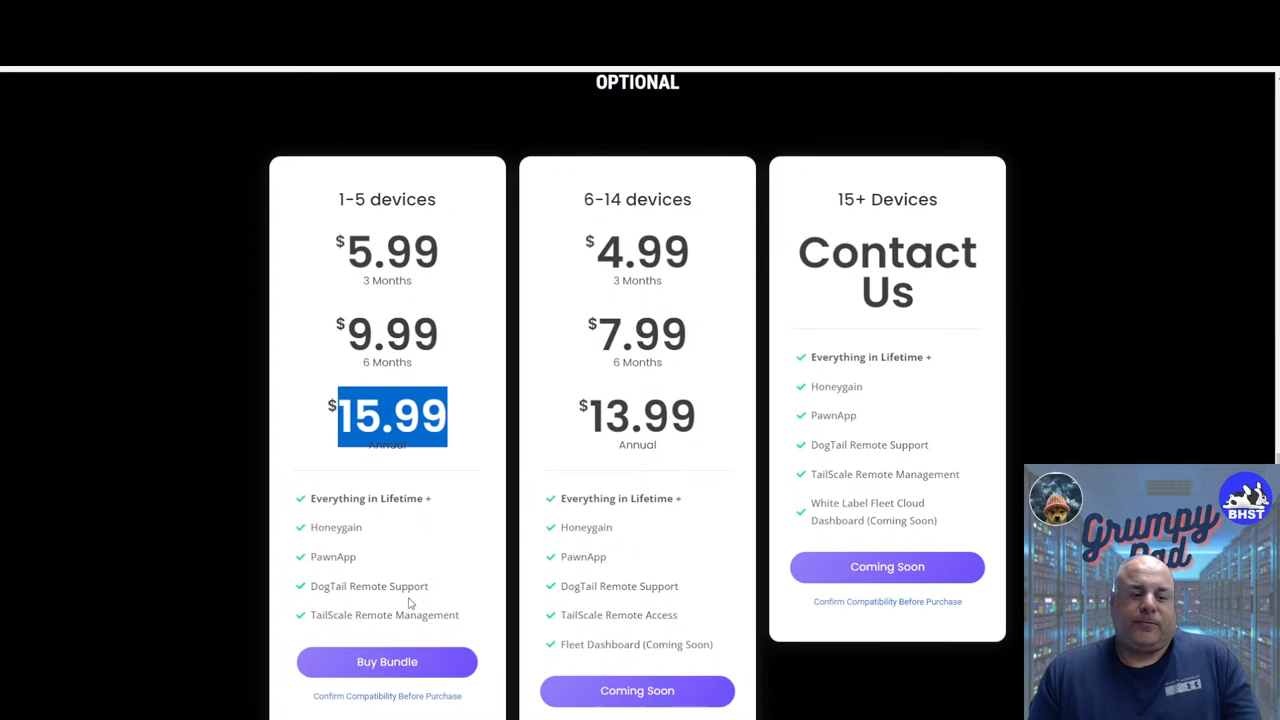 OPTIONAL
1-5 devices
$5.99
3 Months
$9.99
6 Months
$15.99
Annual
Everything in Lifetime +
Honeygain
PawnApp
DogTail Remote Support
TailScale Remote Management
Buy Bundle
Confirm Compatibility Before Purchase
6-14 devices
$4.99
3 Months
$7.99
6 Months
$13.99
Annual
Everything in Lifetime +
Honeygain
PawnApp
DogTail Remote Support
TailScale Remote Access
Fleet Dashboard (Coming Soon)
Coming Soon
15+ Devices
Contact
Us
Everything in Lifetime +
Honeygain
PawnApp
DogTail Remote Support
TailScale Remote Management
White Label Fleet Cloud
Dashboard (Coming Soon)
Coming Soon
Confirm Compatibility Before Purchase
BHST
Grumpy